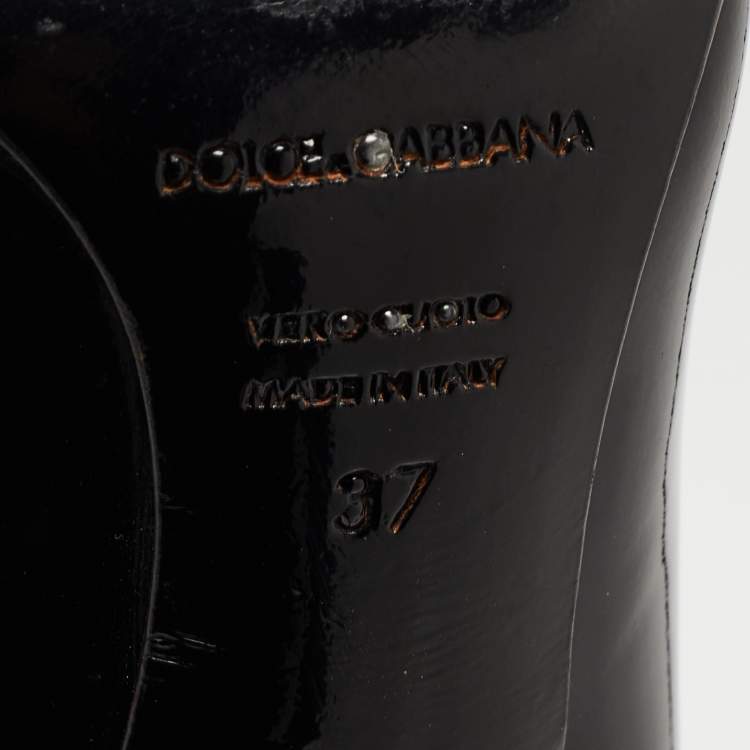 DOLCE & GABBANA
VERO CUOIO
MADE IN ITALY
37